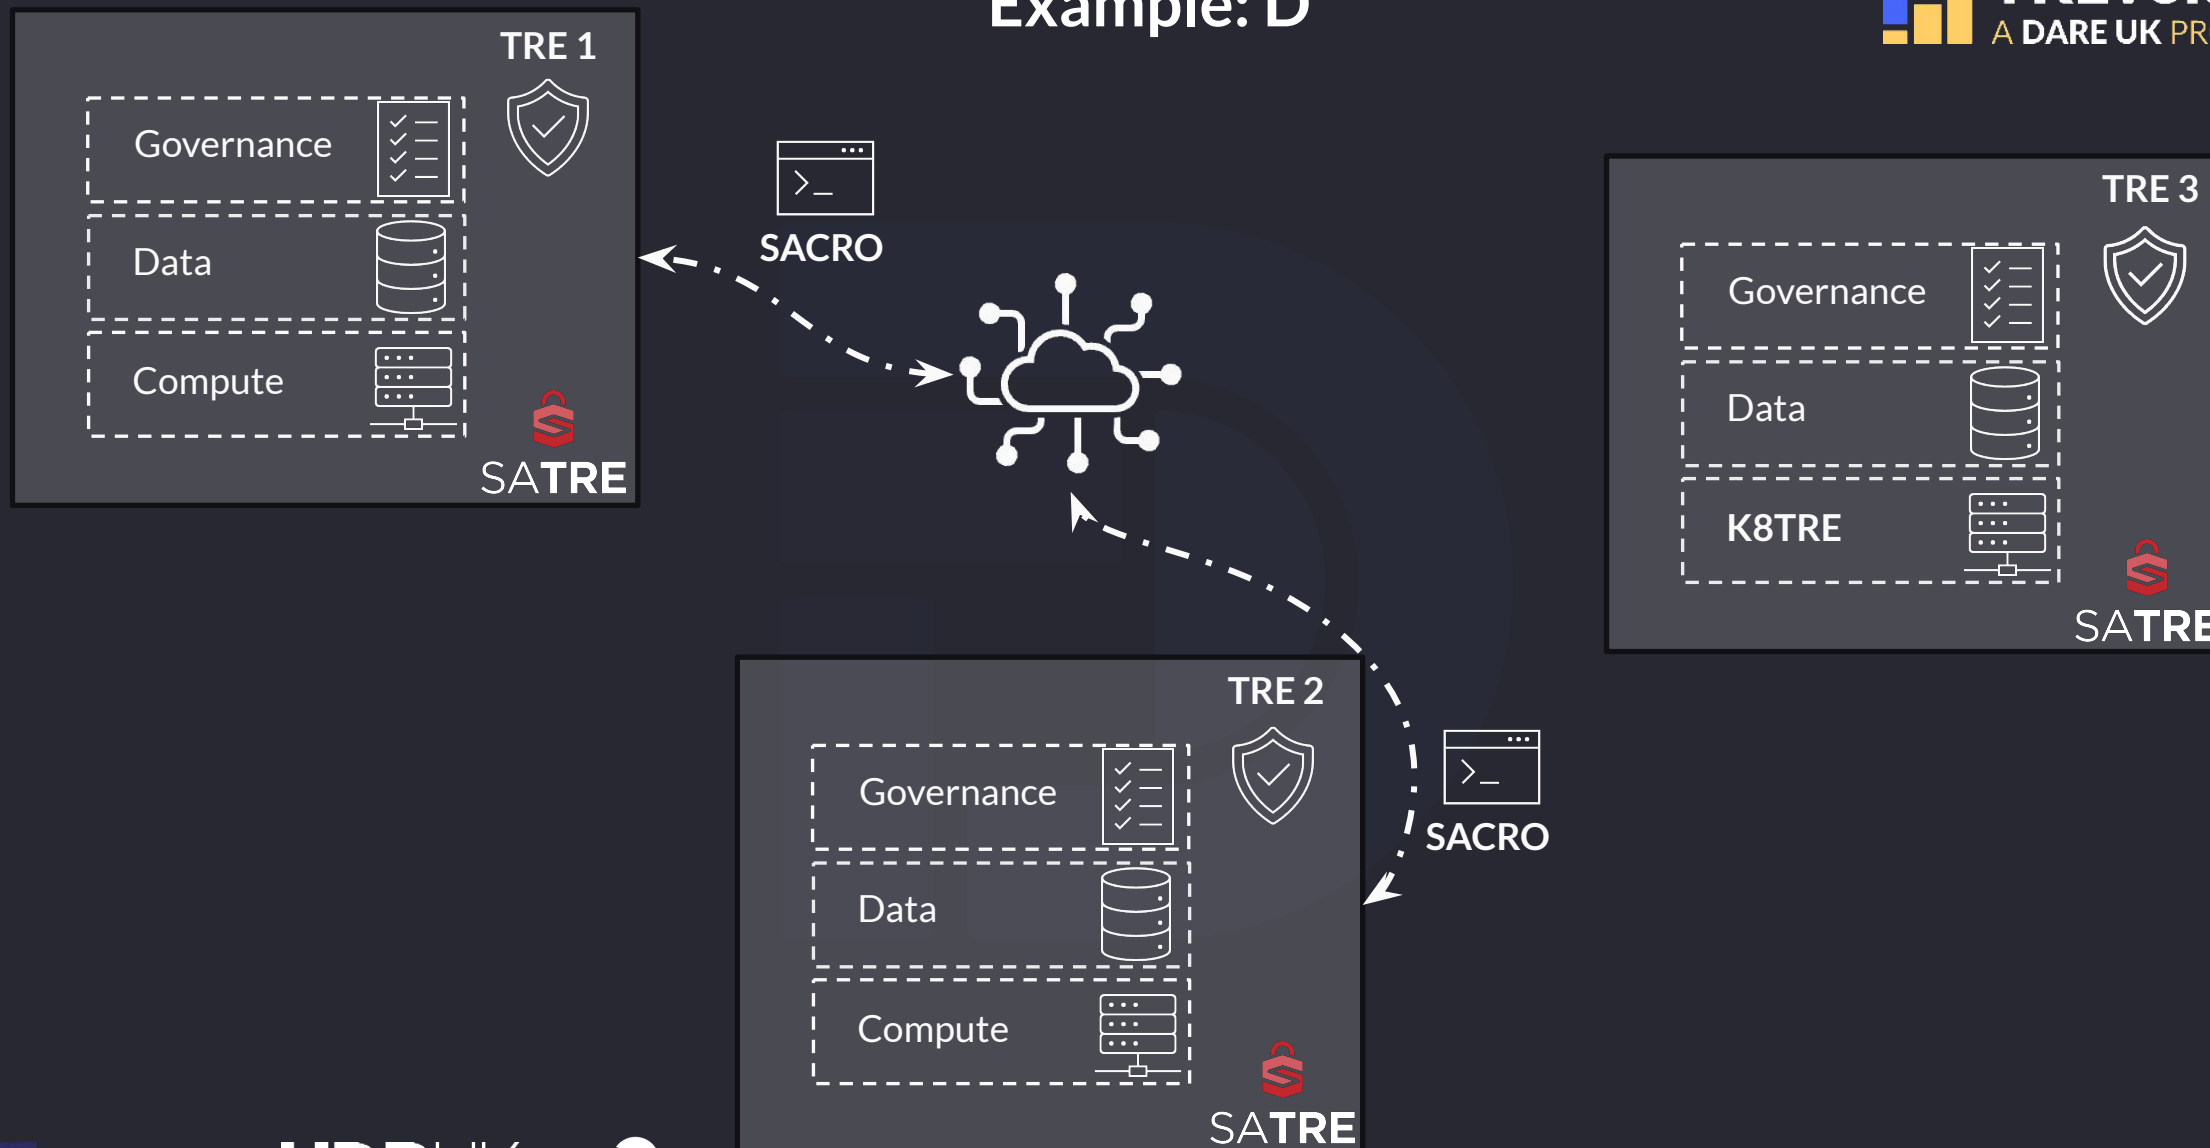 Example: D
A DARE UK PR
TRE 1
Governance
Data
Compute
SATRE
SACRO
TRE 3
Governance
Data
K8TRE
SATRE
TRE 2
Governance
Data
Compute
SATRE
SACRO